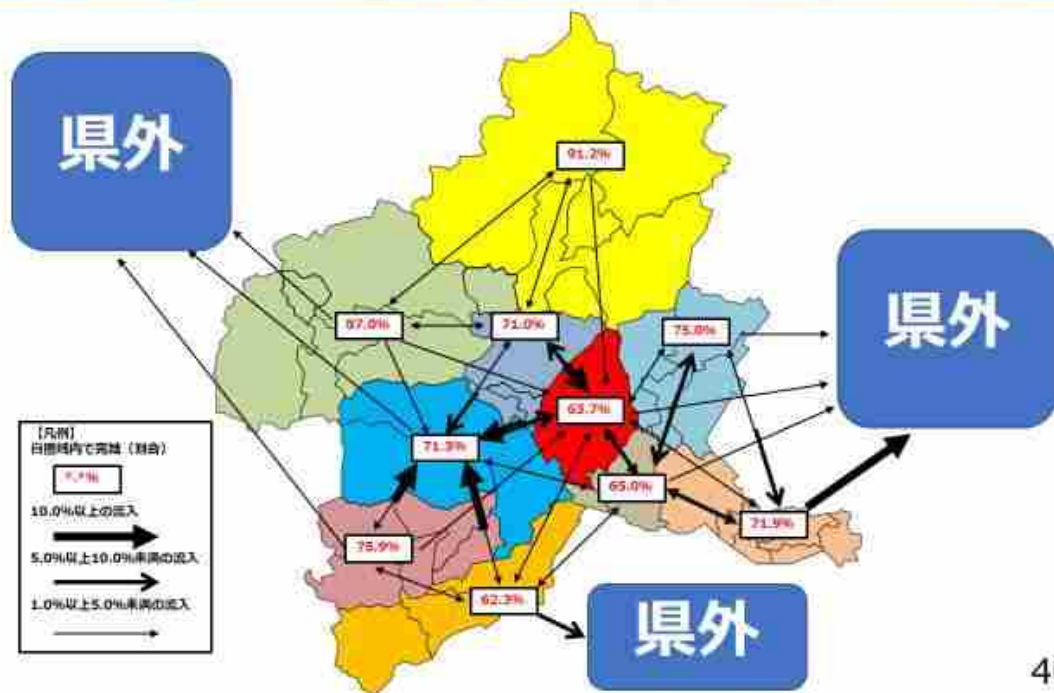 県外
91.2%
県外
87.0%
71.0%
75.0%
63.7%
71.3%
65.0%
71.9%
75.9%
62.3%
県外
【凡例】
自圏域内で完結（割合）
*.*%
10.0%以上の流入
5.0%以上10.0%未満の流入
1.0%以上5.0%未満の流入
4